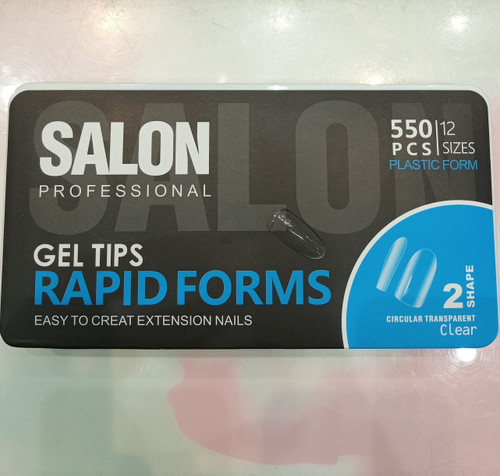 SALON
SALON
PROFESSIONAL
550 12
PCS SIZES
PLASTIC FORM
GEL TIPS
RAPID FORMS
EASY TO CREAT EXTENSION NAILS
2 SHAPE
CIRCULAR TRANSPARENT
Clear